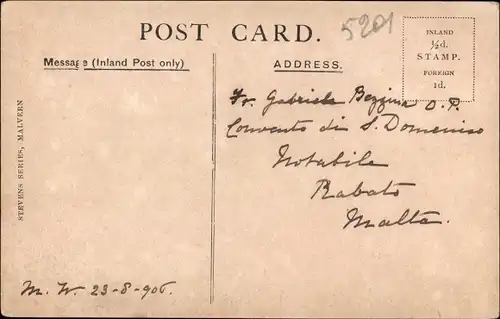 POST CARD.
5201
INLAND
½d.
STAMP.
FOREIGN
1d.
Message (Inland Post only)
ADDRESS.
Fr. Gabriele Bezzina O.P.
Convento di S. Domenico
Notabile
Rabato
Malta.
STEVENS SERIES, MALVERN
M. W. 23-8-906